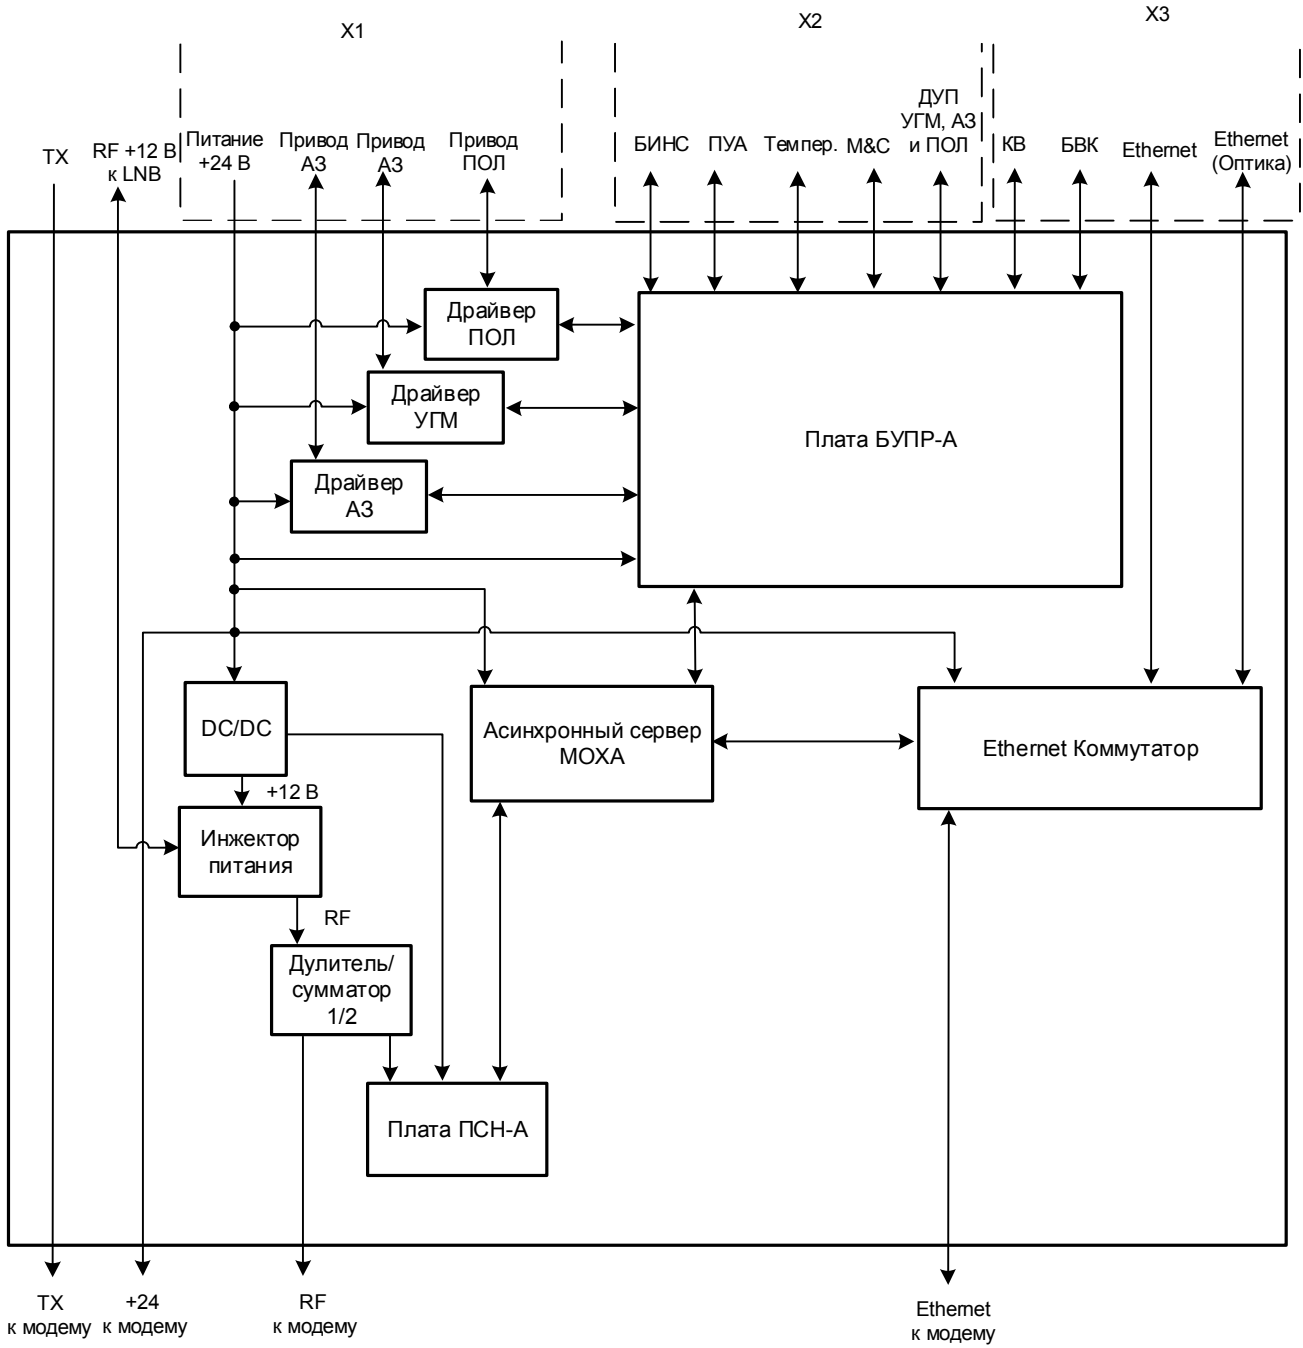 X1
X2
X3
TX
RF +12 В
к LNB
Питание
+24 В
Привод
АЗ
Привод
АЗ
Привод
ПОЛ
БИНС
ПУА
Темпер.
M&C
ДУП
УГМ, АЗ
и ПОЛ
КВ
БВК
Ethernet
Ethernet
(Оптика)
Драйвер
ПОЛ
Драйвер
УГМ
Драйвер
АЗ
Плата БУПР-А
DC/DC
+12 В
Асинхронный сервер
MOXA
Ethernet Коммутатор
Инжектор
питания
RF
Дулитель/
сумматор
1/2
Плата ПСН-А
TX
к модему
+24
к модему
RF
к модему
Ethernet
к модему